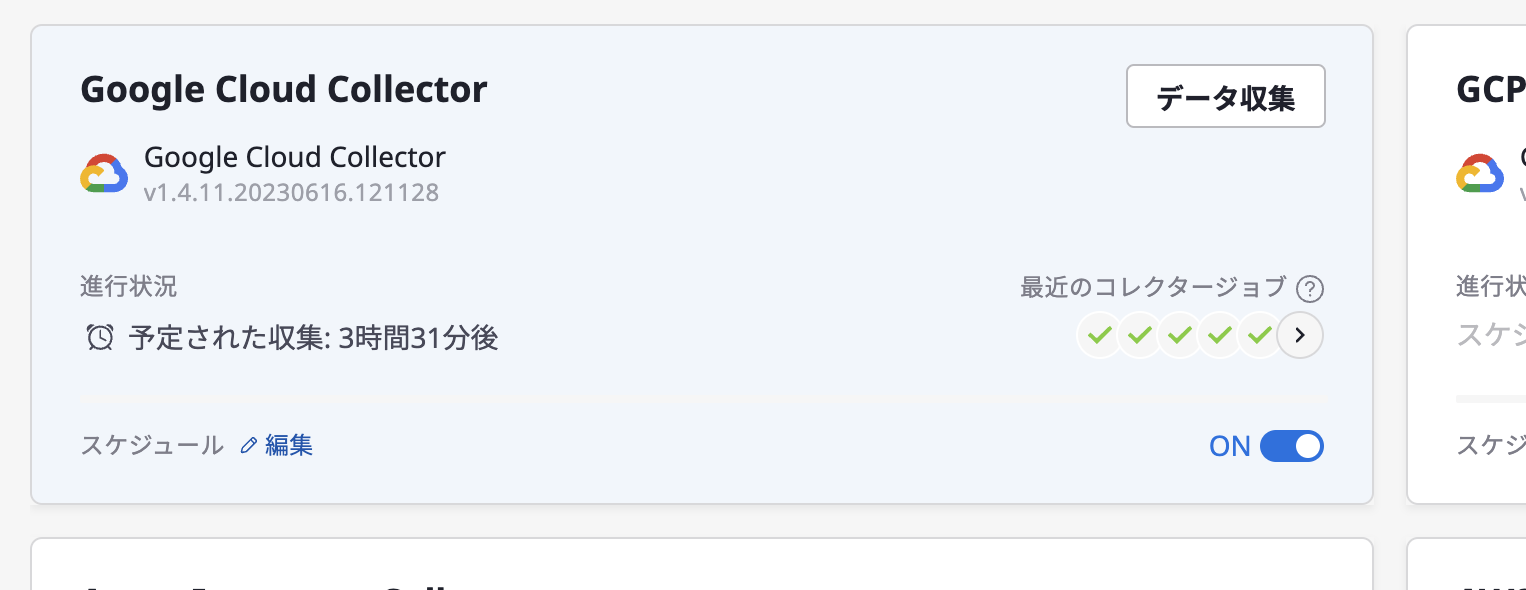 Google Cloud Collector
データ収集
Google Cloud Collector
v1.4.11.20230616.121128
進行状況
最近のコレクタージョブ ?
予定された収集: 3時間31分後
スケジュール 編集
ON
GCP
進行状
スケジ
スケジ